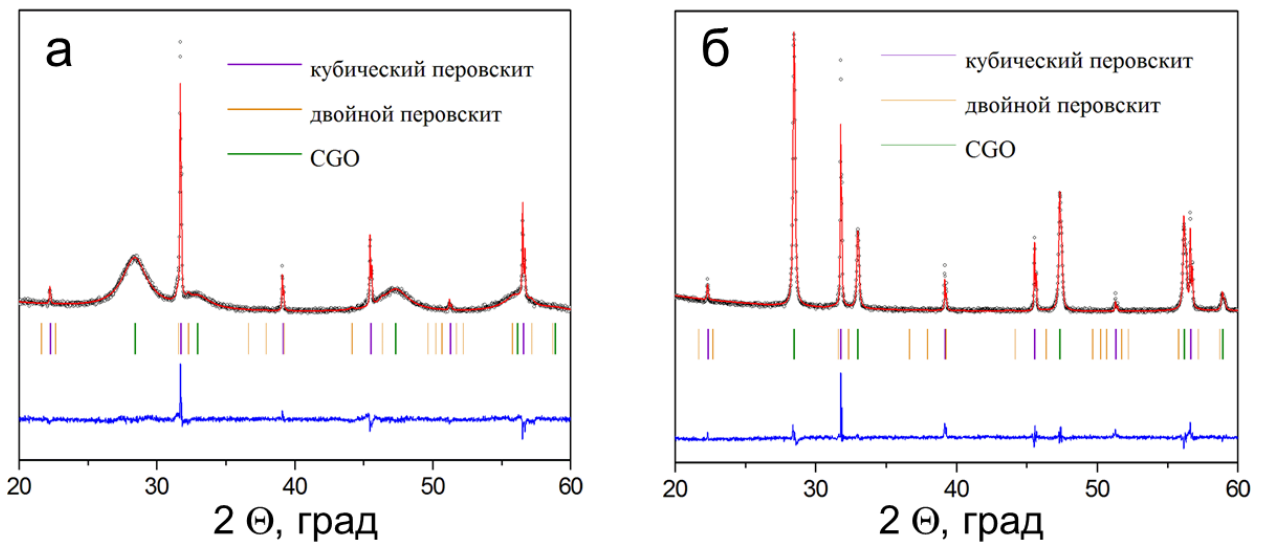 а
кубический перовскит
двойной перовскит
CGO
20 30 40 50 60
2 Θ, град
б
кубический перовскит
двойной перовскит
CGO
20 30 40 50 60
2 Θ, град